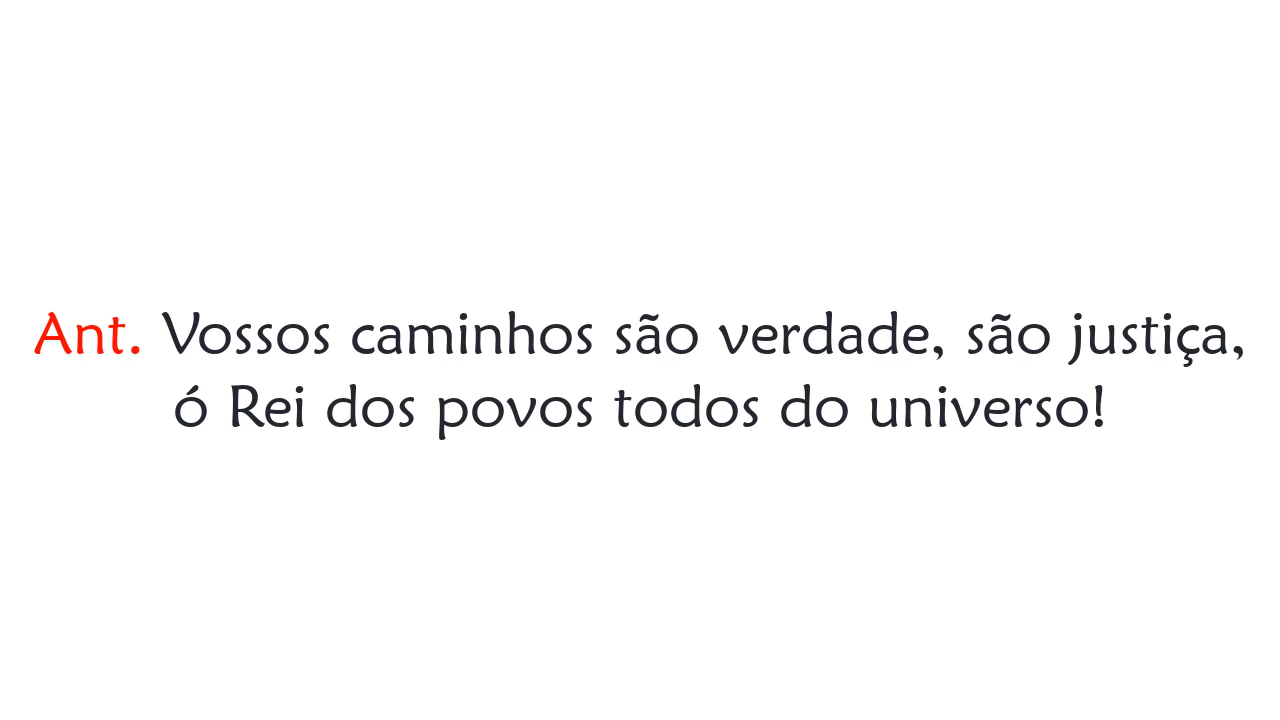 Ant. Vossos caminhos são verdade, são justiça,
ó Rei dos povos todos do universo!